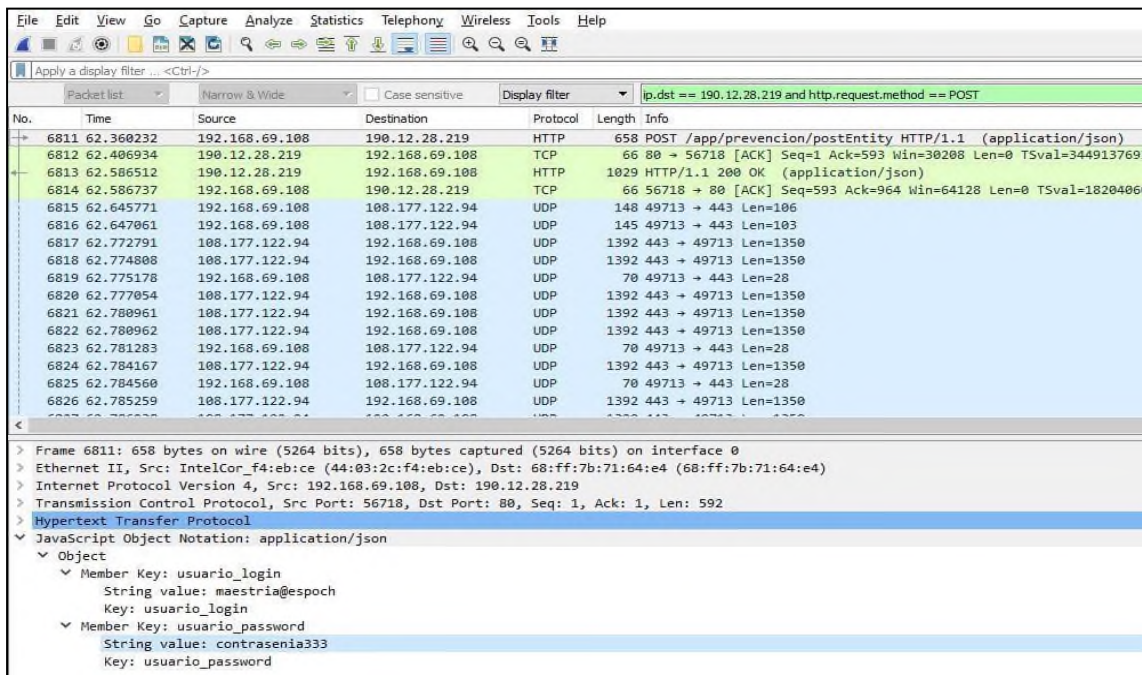 File Edit View Go Capture Analyze Statistics Telephony Wireless Tools Help
Apply a display filter ... <Ctrl-/>
Packet list Narrow & Wide Case sensitive Display filter ip.dst == 190.12.28.219 and http.request.method == POST
No. Time Source Destination Protocol Length Info
6811 62.360232 192.168.69.108 190.12.28.219 HTTP 658 POST /app/prevencion/postEntity HTTP/1.1 (application/json)
6812 62.406934 190.12.28.219 192.168.69.108 TCP 66 80 → 56718 [ACK] Seq=1 Ack=593 Win=30208 Len=0 TSval=344913769
6813 62.586512 190.12.28.219 192.168.69.108 HTTP 1029 HTTP/1.1 200 OK (application/json)
6814 62.586737 192.168.69.108 190.12.28.219 TCP 66 56718 → 80 [ACK] Seq=593 Ack=964 Win=64128 Len=0 TSval=18204060
6815 62.645771 192.168.69.108 108.177.122.94 UDP 148 49713 → 443 Len=106
6816 62.647061 192.168.69.108 108.177.122.94 UDP 145 49713 → 443 Len=103
6817 62.772791 108.177.122.94 192.168.69.108 UDP 1392 443 → 49713 Len=1350
6818 62.774808 108.177.122.94 192.168.69.108 UDP 1392 443 → 49713 Len=1350
6819 62.775178 192.168.69.108 108.177.122.94 UDP 70 49713 → 443 Len=28
6820 62.777054 108.177.122.94 192.168.69.108 UDP 1392 443 → 49713 Len=1350
6821 62.780961 108.177.122.94 192.168.69.108 UDP 1392 443 → 49713 Len=1350
6822 62.780962 108.177.122.94 192.168.69.108 UDP 1392 443 → 49713 Len=1350
6823 62.781283 192.168.69.108 108.177.122.94 UDP 70 49713 → 443 Len=28
6824 62.784167 108.177.122.94 192.168.69.108 UDP 1392 443 → 49713 Len=1350
6825 62.784560 192.168.69.108 108.177.122.94 UDP 70 49713 → 443 Len=28
6826 62.785259 108.177.122.94 192.168.69.108 UDP 1392 443 → 49713 Len=1350
Frame 6811: 658 bytes on wire (5264 bits), 658 bytes captured (5264 bits) on interface 0
Ethernet II, Src: IntelCor_f4:eb:ce (44:03:2c:f4:eb:ce), Dst: 68:ff:7b:71:64:e4 (68:ff:7b:71:64:e4)
Internet Protocol Version 4, Src: 192.168.69.108, Dst: 190.12.28.219
Transmission Control Protocol, Src Port: 56718, Dst Port: 80, Seq: 1, Ack: 1, Len: 592
Hypertext Transfer Protocol
JavaScript Object Notation: application/json
Object
Member Key: usuario_login
String value: maestria@espoch
Key: usuario_login
Member Key: usuario_password
String value: contrasenia333
Key: usuario_password